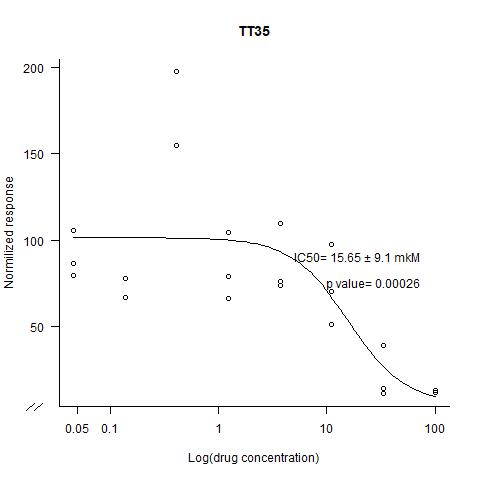 TT35
Normilized response
200
150
100
50
IC50= 15.65 ± 9.1 mkM
p value= 0.00026
0.05 0.1 1 10 100
Log(drug concentration)